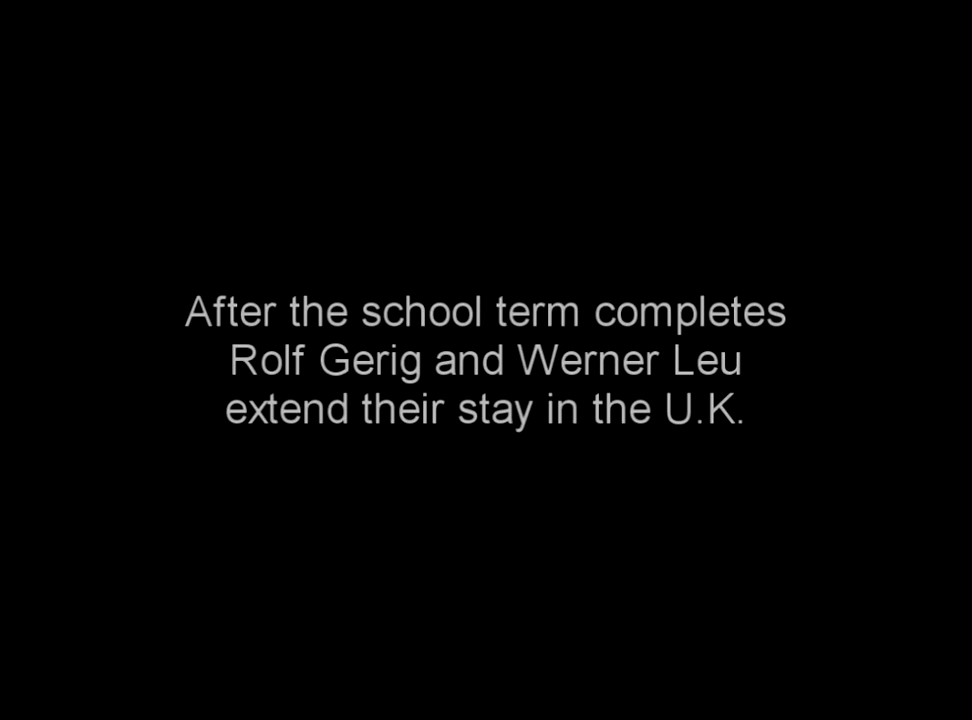 After the school term completes
Rolf Gerig and Werner Leu
extend their stay in the U.K.